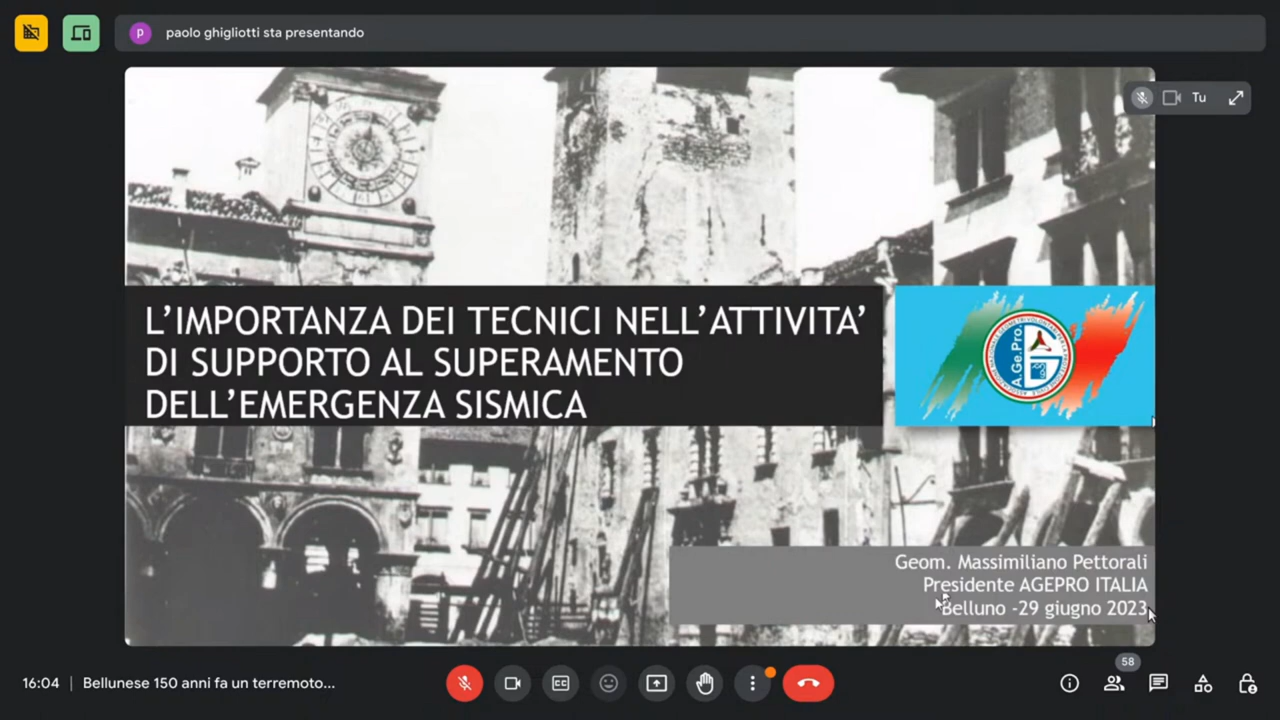 p paolo ghigliotti sta presentando
Tu
L'IMPORTANZA DEI TECNICI NELL'ATTIVITA'
DI SUPPORTO AL SUPERAMENTO
DELL'EMERGENZA SISMICA
A.Ge.Pro.
Geom. Massimiliano Pettorali
Presidente AGEPRO ITALIA
Belluno -29 giugno 2023
58
16:04 | Bellunese 150 anni fa un terremoto...
CC